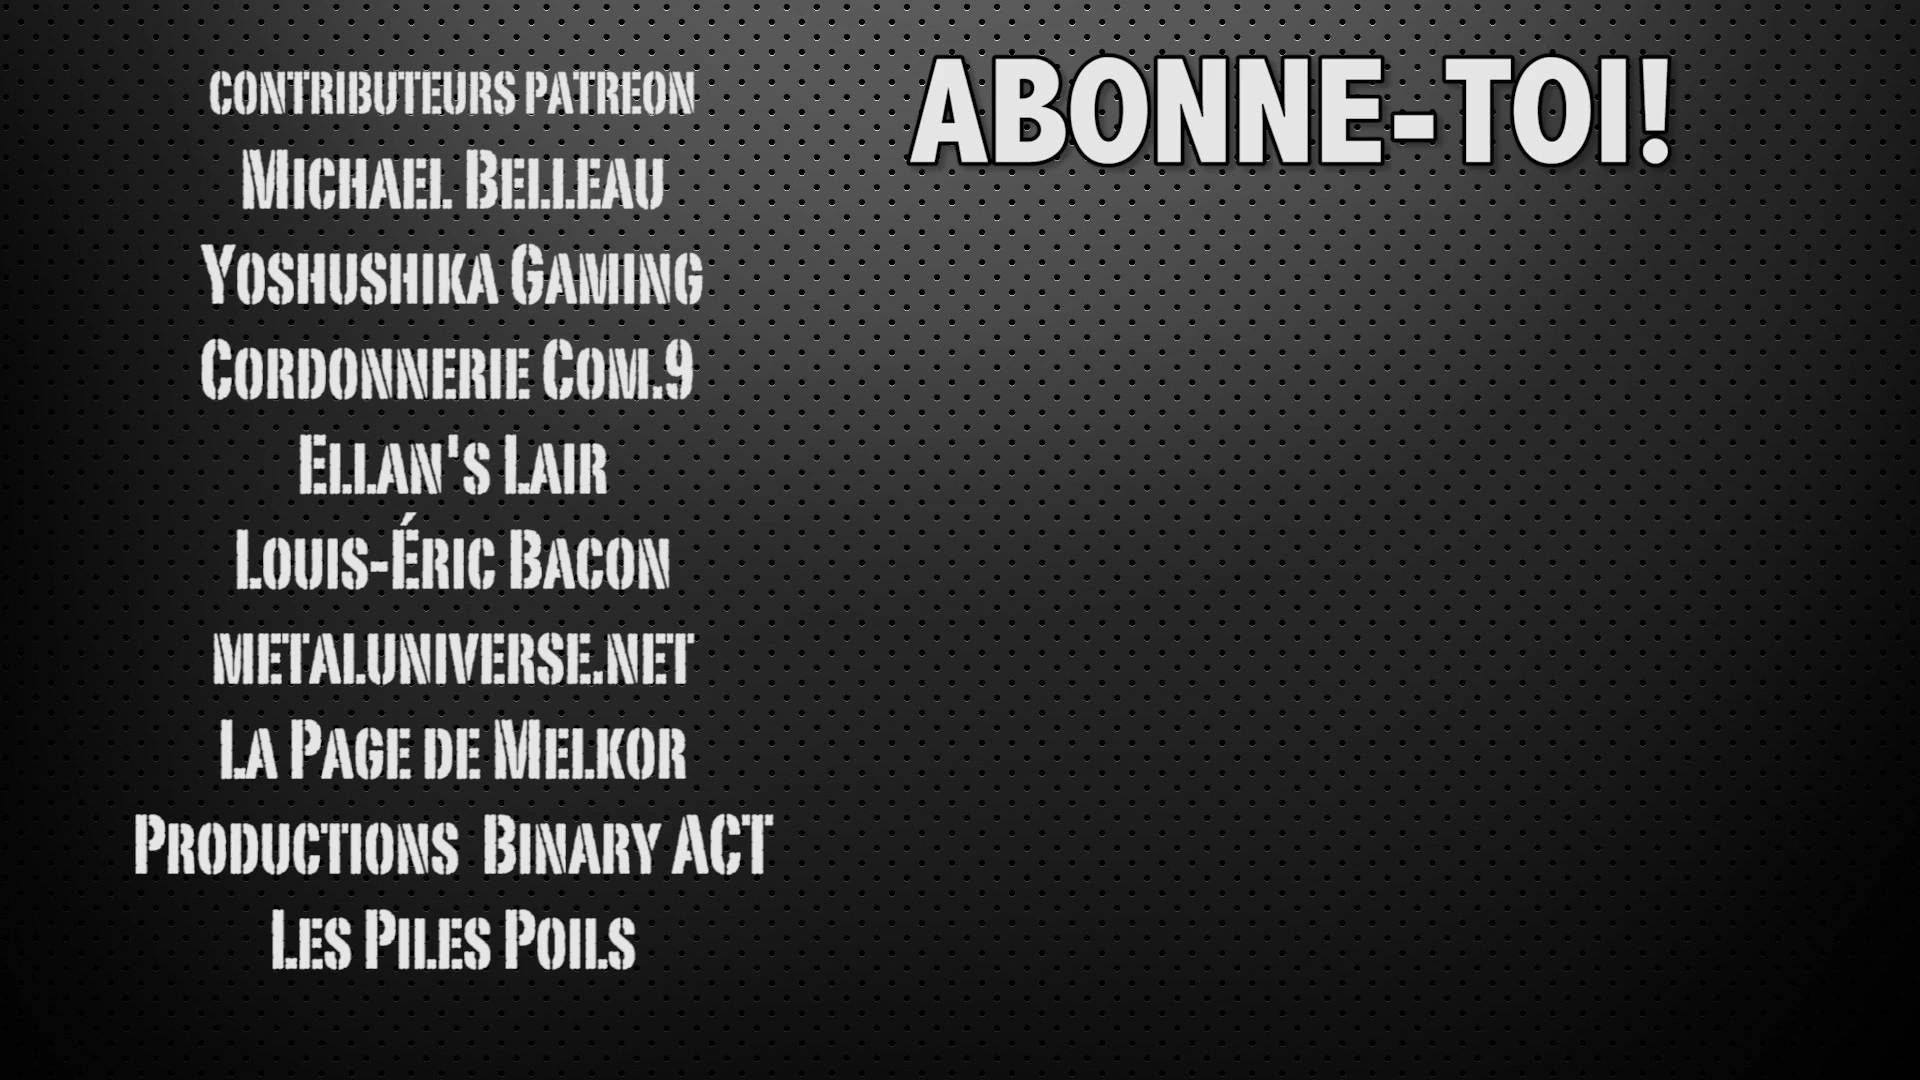 CONTRIBUTEURS PATREON
MICHAEL BELLEAU
YOSHUSHIKA GAMING
CORDONNERIE COM.9
ELLAN'S LAIR
LOUIS-ÉRIC BACON
METALUNIVERSE.NET
LA PAGE DE MELKOR
PRODUCTIONS BINARY ACT
LES PILES POILS
ABONNE-TOI!